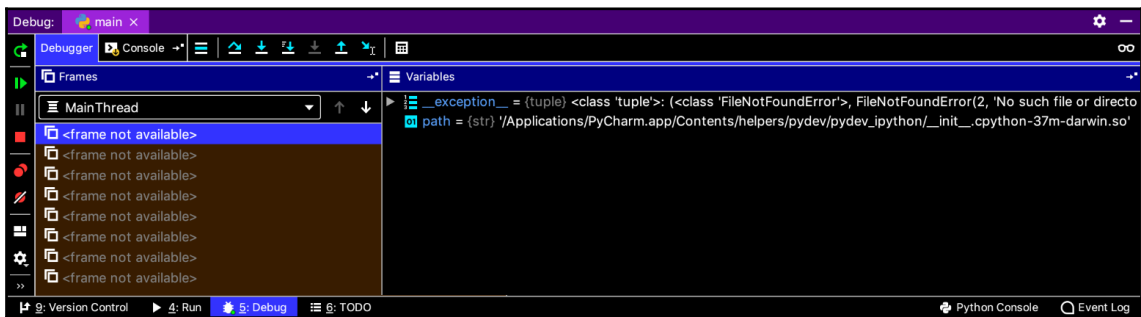 Debug: main ×
Debugger Console
Frames
Variables
MainThread
__exception__ = {tuple} <class 'tuple'>: (<class 'FileNotFoundError'>, FileNotFoundError(2, 'No such file or directo
path = {str} '/Applications/PyCharm.app/Contents/helpers/pydev/pydev_ipython/__init__.cpython-37m-darwin.so'
<frame not available>
<frame not available>
<frame not available>
<frame not available>
<frame not available>
<frame not available>
<frame not available>
<frame not available>
9: Version Control 4: Run 5: Debug 6: TODO Python Console Event Log